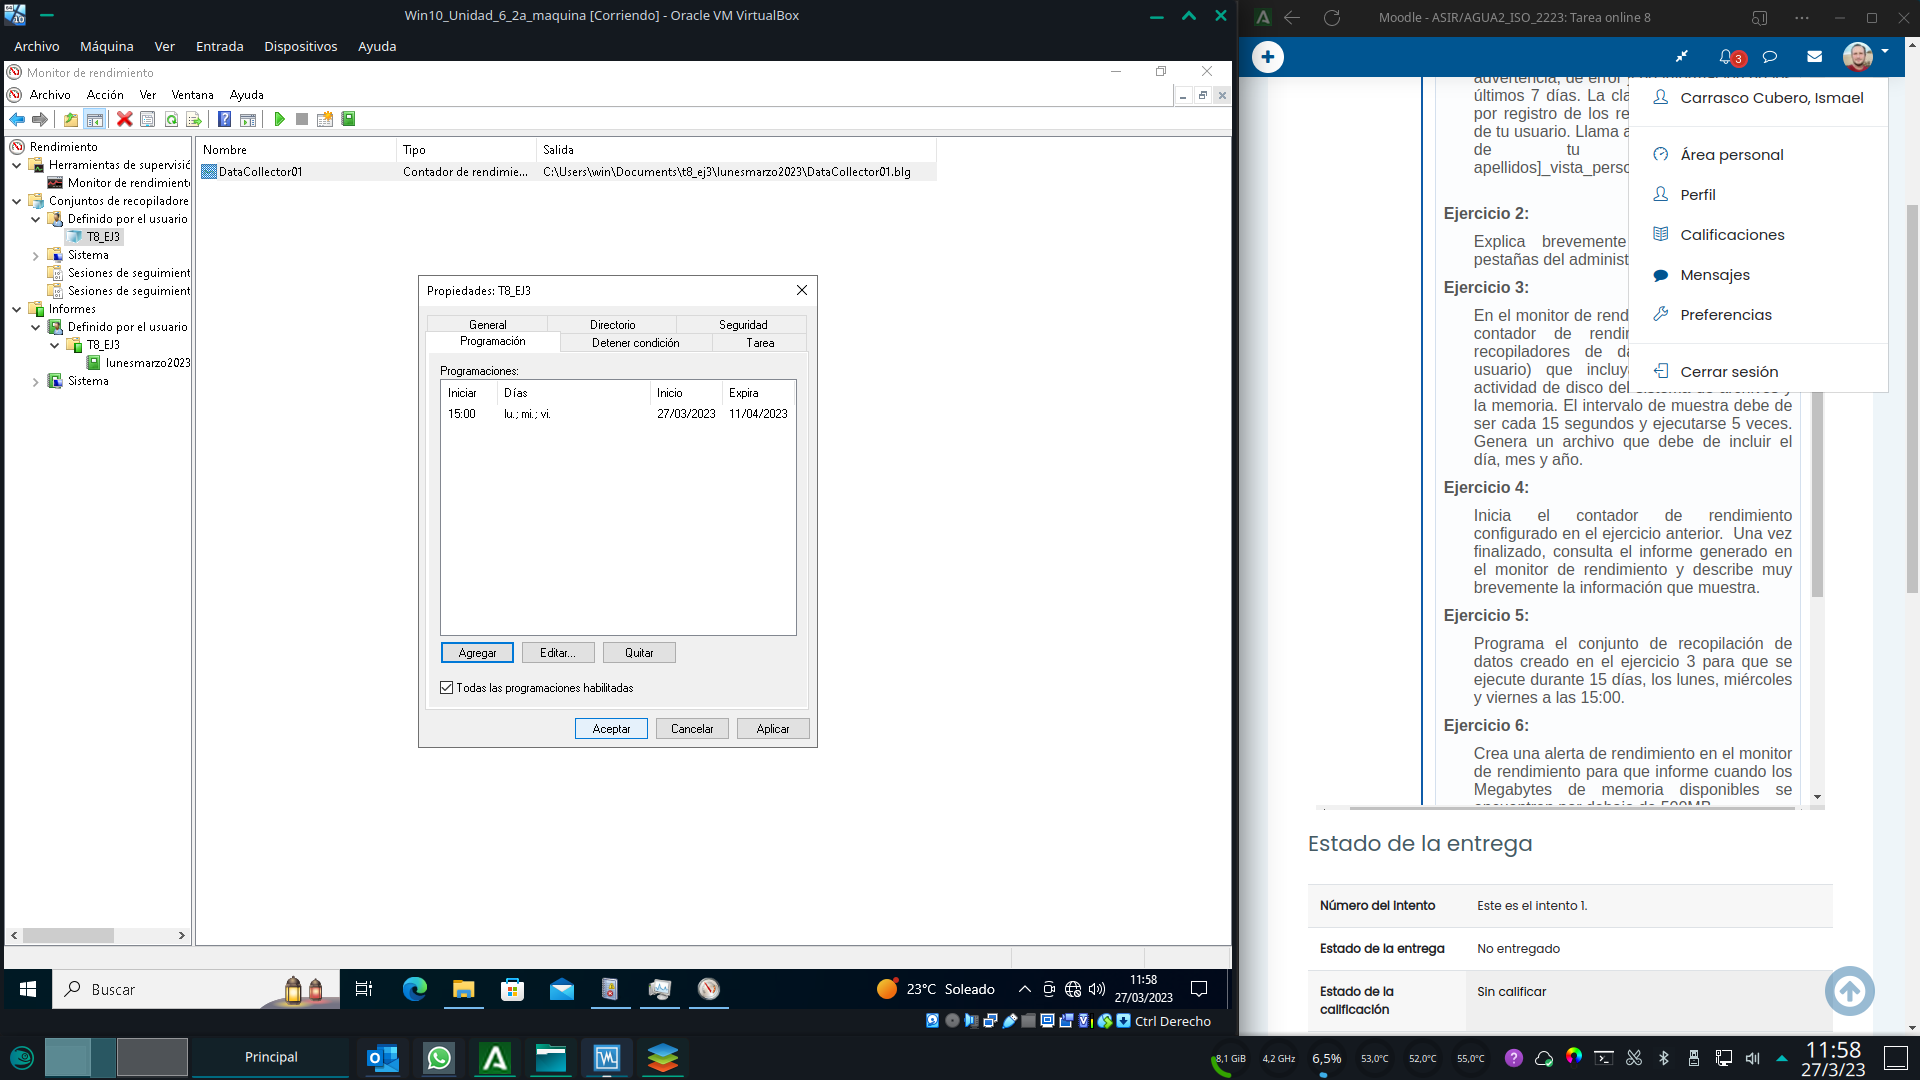 Win10_Unidad_6_2a_maquina [Corriendo] - Oracle VM VirtualBox
Archivo Máquina Ver Entrada Dispositivos Ayuda
Monitor de rendimiento
Archivo Acción Ver Ventana Ayuda
Rendimiento
Herramientas de supervisió
Monitor de rendimient
Conjuntos de recopiladore
Definido por el usuario
T8_EJ3
Sistema
Sesiones de seguimient
Sesiones de seguimient
Informes
Definido por el usuario
T8_EJ3
lunesmarzo2023
Sistema
Nombre Tipo Salida
DataCollector01 Contador de rendimie... C:\Users\win\Documents\t8_ej3\lunesmarzo2023\DataCollector01.blg
Propiedades: T8_EJ3
General Directorio Seguridad
Programación Detener condición Tarea
Programaciones:
Iniciar Días Inicio Expira
15:00 lu.; mi.; vi. 27/03/2023 11/04/2023
Agregar Editar... Quitar
Todas las programaciones habilitadas
Aceptar Cancelar Aplicar
Buscar
23°C Soleado
11:58
27/03/2023
Ctrl Derecho
Moodle - ASIR/AGUA2_ISO_2223: Tarea online 8
3
Carrasco Cubero, Ismael
Área personal
Perfil
Calificaciones
Mensajes
Preferencias
Cerrar sesión
últimos 7 días. La cla
por registro de los re
de tu usuario. Llama a
de tu
apellidos]_vista_perso
Ejercicio 2:
Explica brevemente
pestañas del administ
Ejercicio 3:
En el monitor de rend
contador de rendir
recopiladores de da
usuario) que incluya
actividad de disco del sistema de archivos y
la memoria. El intervalo de muestra debe de
ser cada 15 segundos y ejecutarse 5 veces.
Genera un archivo que debe de incluir el
día, mes y año.
Ejercicio 4:
Inicia el contador de rendimiento
configurado en el ejercicio anterior. Una vez
finalizado, consulta el informe generado en
el monitor de rendimiento y describe muy
brevemente la información que muestra.
Ejercicio 5:
Programa el conjunto de recopilación de
datos creado en el ejercicio 3 para que se
ejecute durante 15 días, los lunes, miércoles
y viernes a las 15:00.
Ejercicio 6:
Crea una alerta de rendimiento en el monitor
de rendimiento para que informe cuando los
Megabytes de memoria disponibles se
Estado de la entrega
Número del intento Este es el intento 1.
Estado de la entrega No entregado
Estado de la calificación Sin calificar
Principal
8,1 GiB 4,2 GHz 6,5% 53,0°C 52,0°C 55,0°C
11:58
27/3/23